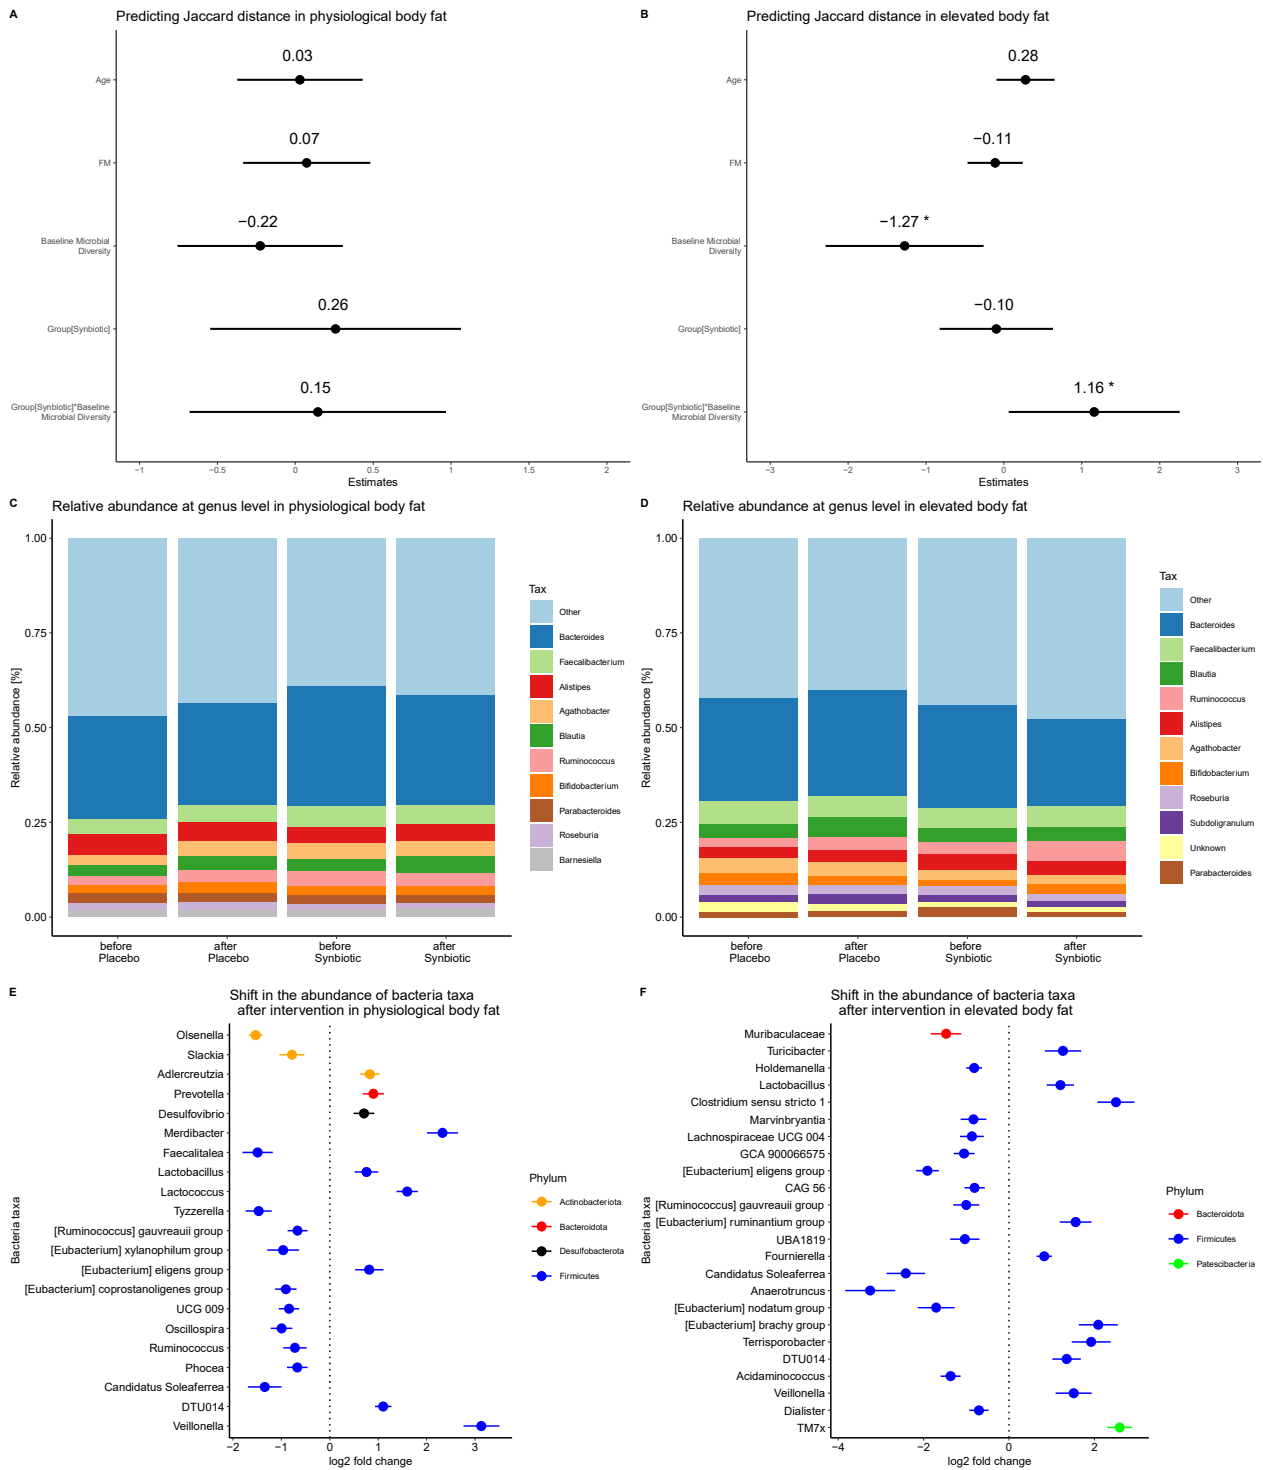 A
Predicting Jaccard distance in physiological body fat
0.03
Age
0.07
FM
−0.22
Baseline Microbial
Diversity
0.26
Group[Synbiotic]
0.15
Group[Synbiotic]*Baseline
Microbial Diversity
−1
−0.5
0
0.5
1
1.5
2
Estimates
B
Predicting Jaccard distance in elevated body fat
0.28
Age
−0.11
FM
−1.27 *
Baseline Microbial
Diversity
−0.10
Group[Synbiotic]
1.16 *
Group[Synbiotic]*Baseline
Microbial Diversity
−3
−2
−1
0
1
2
3
Estimates
C
Relative abundance at genus level in physiological body fat
Relative abundance [%]
1.00
0.75
0.50
0.25
0.00
before
Placebo
after
Placebo
before
Synbiotic
after
Synbiotic
Tax
Other
Bacteroides
Faecalibacterium
Alistipes
Agathobacter
Blautia
Ruminococcus
Bifidobacterium
Parabacteroides
Roseburia
Barnesiella
D
Relative abundance at genus level in elevated body fat
Relative abundance [%]
1.00
0.75
0.50
0.25
0.00
before
Placebo
after
Placebo
before
Synbiotic
after
Synbiotic
Tax
Other
Bacteroides
Faecalibacterium
Blautia
Ruminococcus
Alistipes
Agathobacter
Bifidobacterium
Roseburia
Subdoligranulum
Unknown
Parabacteroides
E
Shift in the abundance of bacteria taxa
after intervention in physiological body fat
Bacteria taxa
Olsenella
Slackia
Adlercreutzia
Prevotella
Desulfovibrio
Merdibacter
Faecalitalea
Lactobacillus
Lactococcus
Tyzzerella
[Ruminococcus] gauvreauii group
[Eubacterium] xylanophilum group
[Eubacterium] eligens group
[Eubacterium] coprostanoligenes group
UCG 009
Oscillospira
Ruminococcus
Phocea
Candidatus Soleaferrea
DTU014
Veillonella
−2
−1
0
1
2
3
log2 fold change
Phylum
Actinobacteriota
Bacteroidota
Desulfobacterota
Firmicutes
F
Shift in the abundance of bacteria taxa
after intervention in elevated body fat
Bacteria taxa
Muribaculaceae
Turicibacter
Holdemanella
Lactobacillus
Clostridium sensu stricto 1
Marvinbryantia
Lachnospiraceae UCG 004
GCA 900066575
[Eubacterium] eligens group
CAG 56
[Ruminococcus] gauvreauii group
[Eubacterium] ruminantium group
UBA1819
Fournierella
Candidatus Soleaferrea
Anaerotruncus
[Eubacterium] nodatum group
[Eubacterium] brachy group
Terrisporobacter
DTU014
Acidaminococcus
Veillonella
Dialister
TM7x
−4
−2
0
2
log2 fold change
Phylum
Bacteroidota
Firmicutes
Patescibacteria